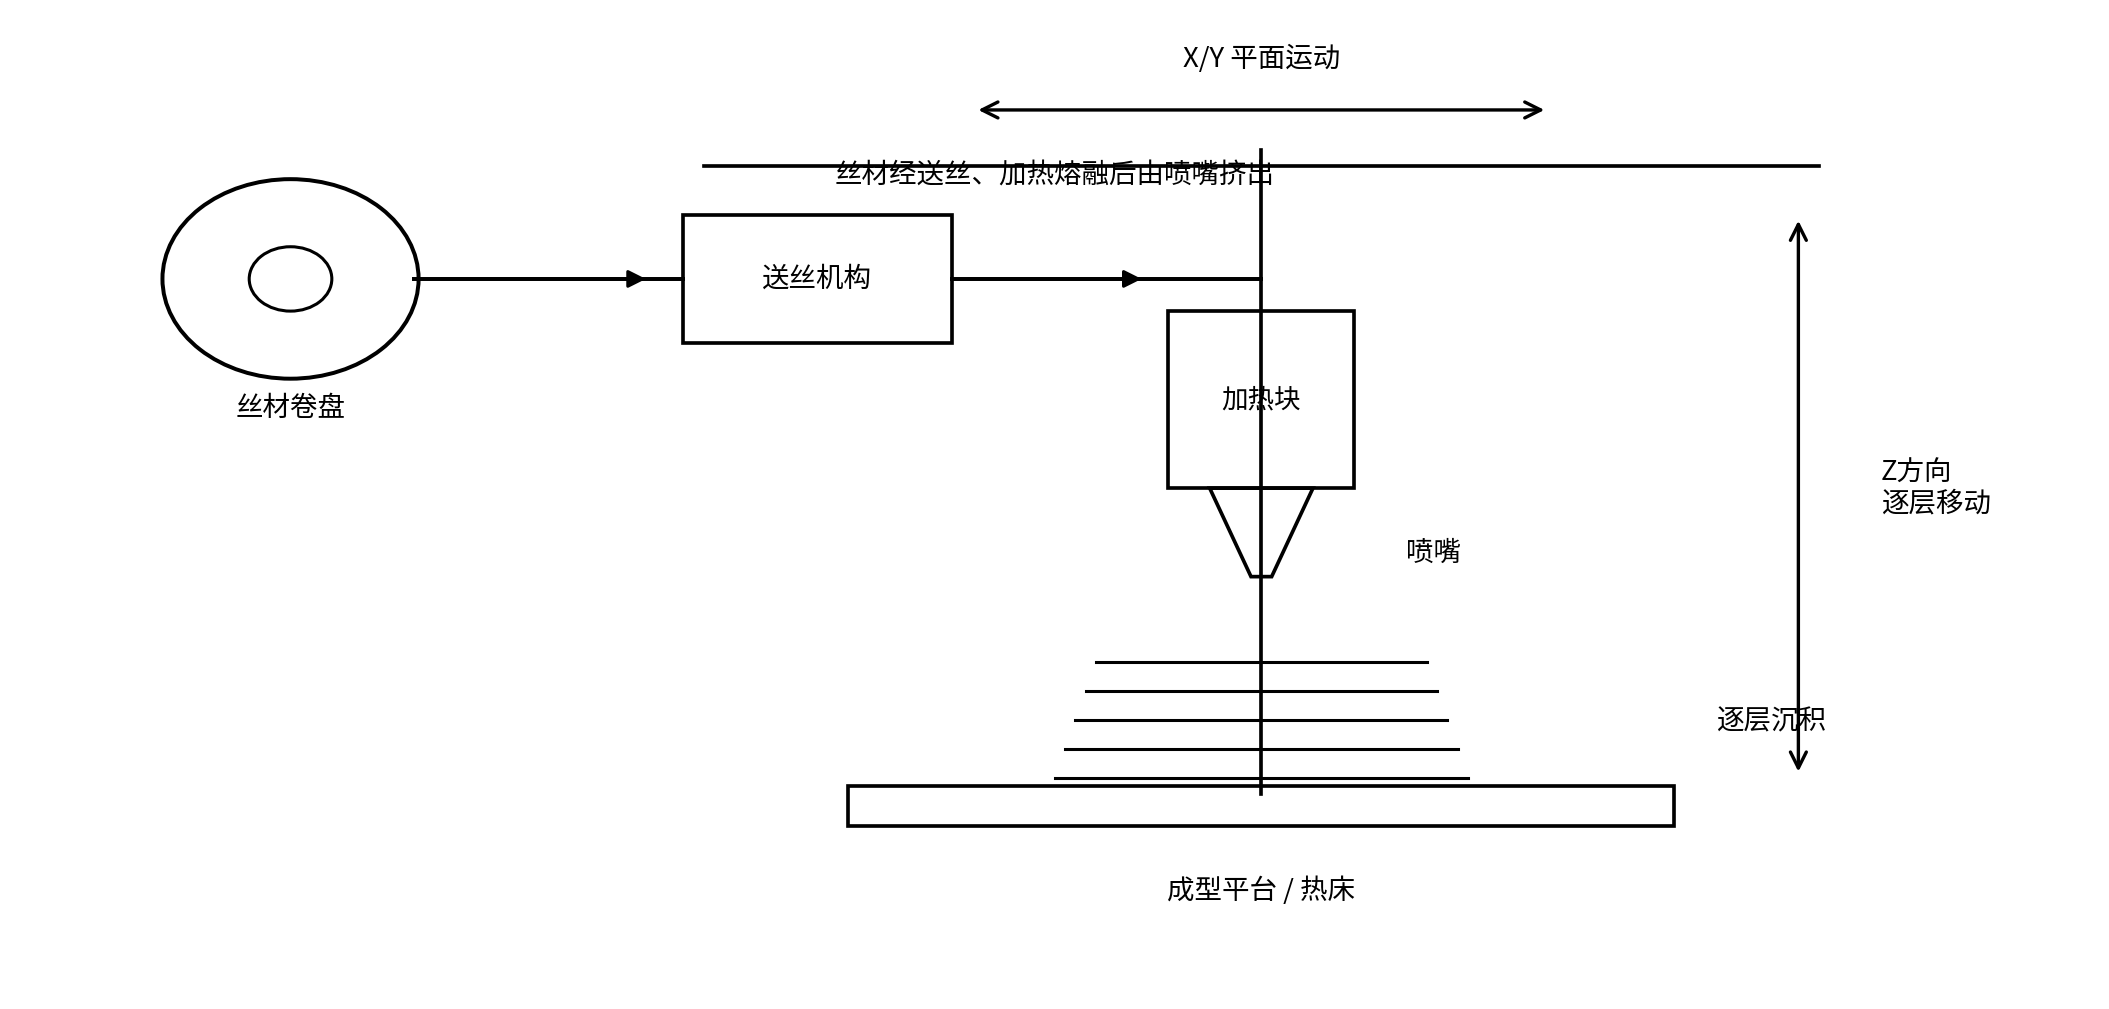 X/Y 平面运动
丝材经送丝、加热熔融后由喷嘴挤出
送丝机构
丝材卷盘
加热块
Z方向
逐层移动
喷嘴
逐层沉积
成型平台 / 热床